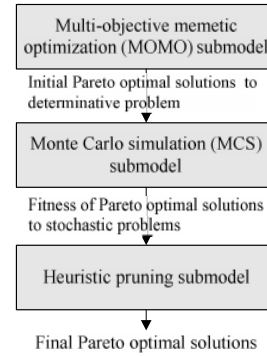 Multi-objective memetic
optimization (MOMO) submodel
Initial Pareto optimal solutions to
determinative problem
Monte Carlo simulation (MCS)
submodel
Fitness of Pareto optimal solutions
to stochastic problems
Heuristic pruning submodel
Final Pareto optimal solutions